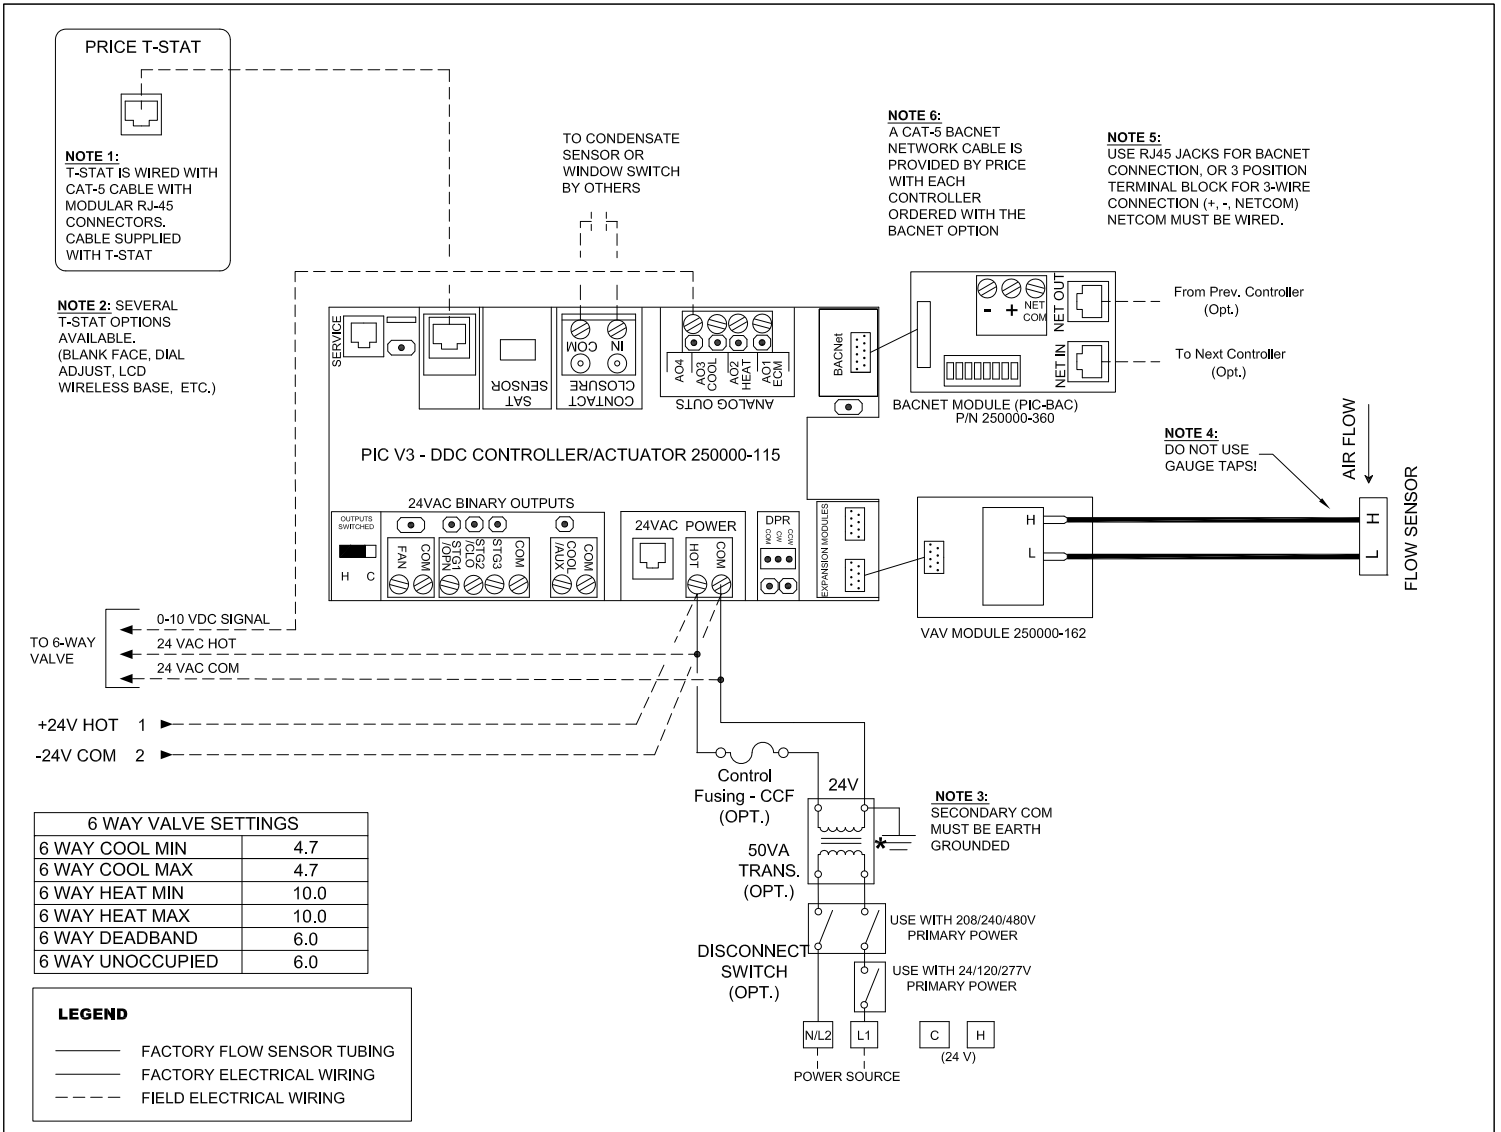 PRICE T-STAT
NOTE 1:
T-STAT IS WIRED WITH
CAT-5 CABLE WITH
MODULAR RJ-45
CONNECTORS.
CABLE SUPPLIED
WITH T-STAT
NOTE 2: SEVERAL
T-STAT OPTIONS
AVAILABLE.
(BLANK FACE, DIAL
ADJUST, LCD
WIRELESS BASE, ETC.)
TO CONDENSATE
SENSOR OR
WINDOW SWITCH
BY OTHERS
NOTE 6:
A CAT-5 BACNET
NETWORK CABLE IS
PROVIDED BY PRICE
WITH EACH
CONTROLLER
ORDERED WITH THE
BACNET OPTION
NOTE 5:
USE RJ45 JACKS FOR BACNET
CONNECTION, OR 3 POSITION
TERMINAL BLOCK FOR 3-WIRE
CONNECTION (+, -, NETCOM)
NETCOM MUST BE WIRED.
SERVICE
SAT
SENSOR
COM
IN
CONTACT
CLOSURE
AO4
AO3
COOL
AO2
HEAT
AO1
ECM
ANALOG OUTS
BACNet
- + NET
COM
NET OUT
NET IN
From Prev. Controller
(Opt.)
To Next Controller
(Opt.)
BACNET MODULE (PIC-BAC)
P/N 250000-360
PIC V3 - DDC CONTROLLER/ACTUATOR 250000-115
24VAC BINARY OUTPUTS
OUTPUTS
SWITCHED
H C
FAN
COM
STG1
/OPN
STG2
/CLO
STG3
COM
COOL
/AUX
COM
24VAC POWER
HOT
COM
DPR
COM
CW
CCW
EXPANSION MODULES
H
L
VAV MODULE 250000-162
NOTE 4:
DO NOT USE
GAUGE TAPS!
AIR FLOW
H
L
FLOW SENSOR
TO 6-WAY
VALVE
0-10 VDC SIGNAL
24 VAC HOT
24 VAC COM
+24V HOT 1
-24V COM 2
Control
Fusing - CCF
(OPT.)
24V
NOTE 3:
SECONDARY COM
MUST BE EARTH
GROUNDED
*
50VA
TRANS.
(OPT.)
USE WITH 208/240/480V
PRIMARY POWER
DISCONNECT
SWITCH
(OPT.)
USE WITH 24/120/277V
PRIMARY POWER
N/L2 L1 C H
(24 V)
POWER SOURCE
6 WAY VALVE SETTINGS
6 WAY COOL MIN 4.7
6 WAY COOL MAX 4.7
6 WAY HEAT MIN 10.0
6 WAY HEAT MAX 10.0
6 WAY DEADBAND 6.0
6 WAY UNOCCUPIED 6.0
LEGEND
FACTORY FLOW SENSOR TUBING
FACTORY ELECTRICAL WIRING
FIELD ELECTRICAL WIRING